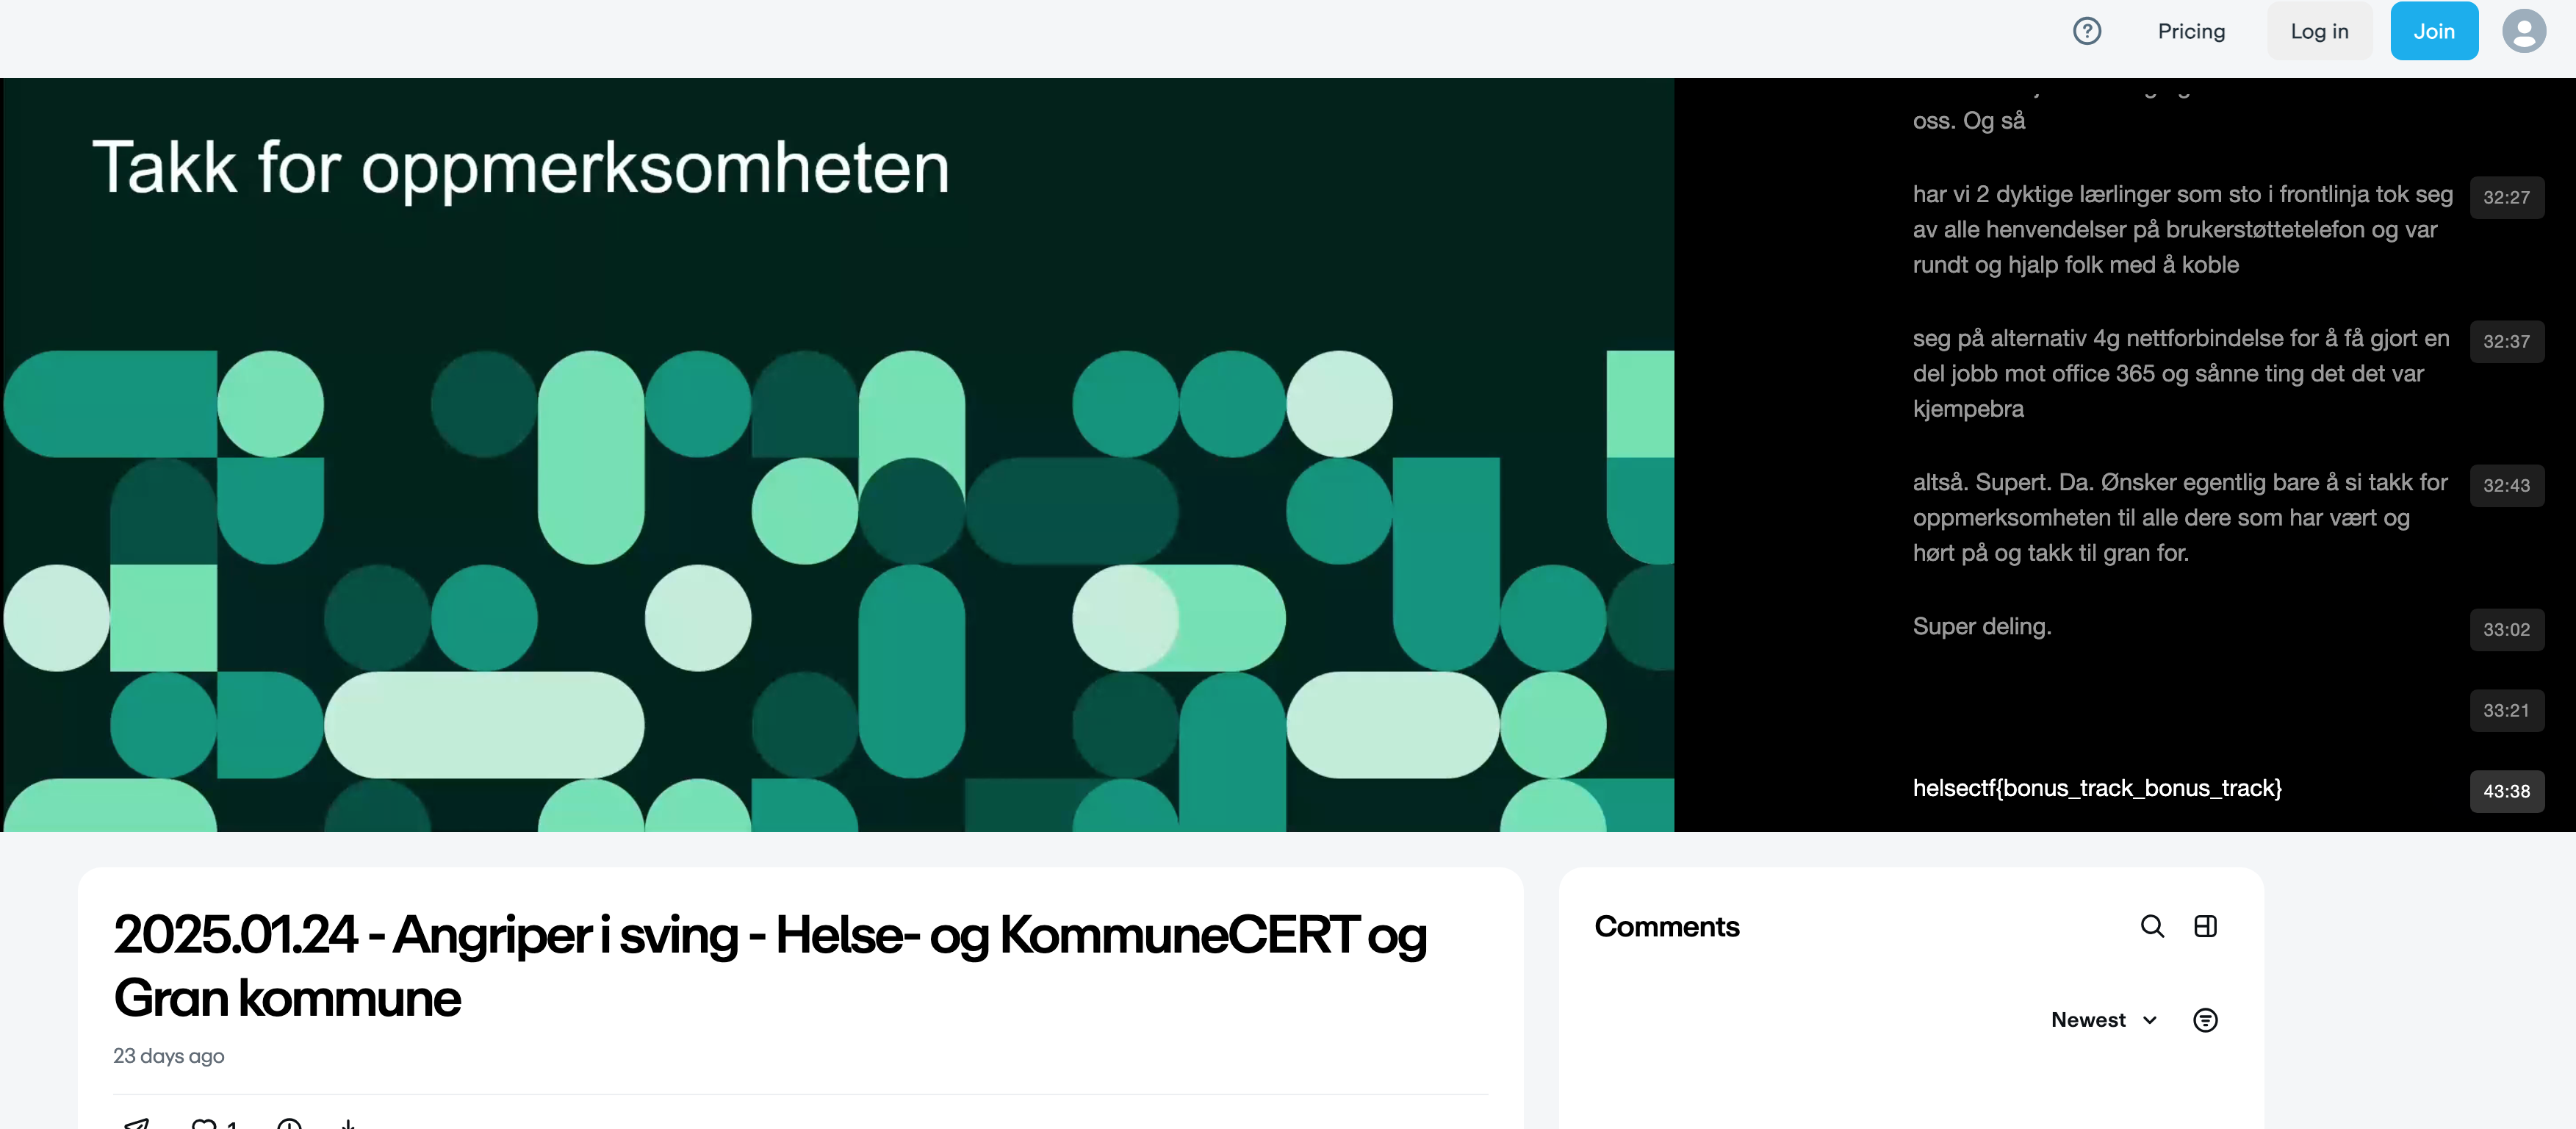 Pricing
Log in
Join
Takk for oppmerksomheten
oss. Og så
har vi 2 dyktige lærlinger som sto i frontlinja tok seg
av alle henvendelser på brukerstøttetelefon og var
rundt og hjalp folk med å koble
32:27
seg på alternativ 4g nettforbindelse for å få gjort en
del jobb mot office 365 og sånne ting det det var
kjempebra
32:37
altså. Supert. Da. Ønsker egentlig bare å si takk for
oppmerksomheten til alle dere som har vært og
hørt på og takk til gran for.
32:43
Super deling.
33:02
33:21
helsectf{bonus_track_bonus_track}
43:38
2025.01.24 - Angriper i sving - Helse- og KommuneCERT og
Gran kommune
23 days ago
1
Comments
Newest